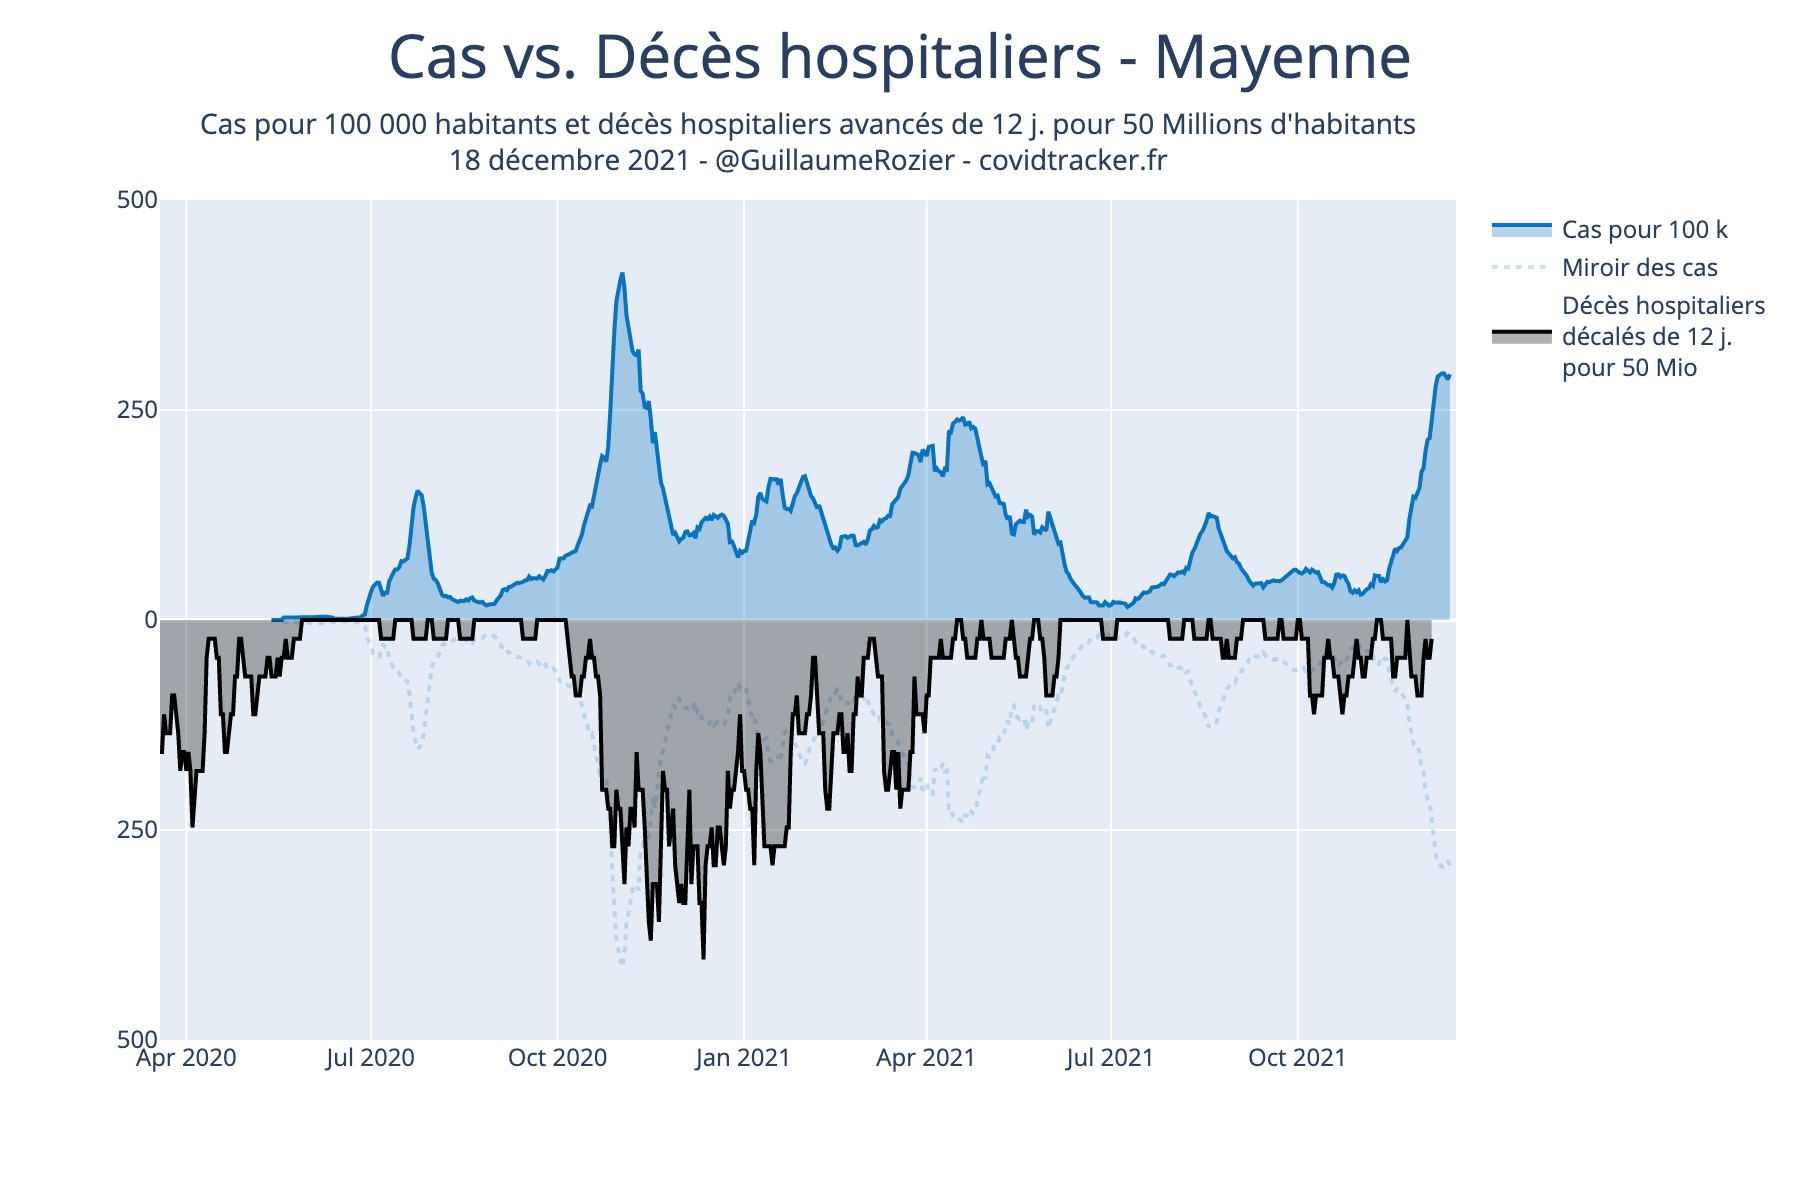 Cas vs. Décès hospitaliers - Mayenne
Cas pour 100 000 habitants et décès hospitaliers avancés de 12 j. pour 50 Millions d'habitants
18 décembre 2021 - @GuillaumeRozier - covidtracker.fr
500
250
0
250
500
Apr 2020
Jul 2020
Oct 2020
Jan 2021
Apr 2021
Jul 2021
Oct 2021
Cas pour 100 k
Miroir des cas
Décès hospitaliers
décalés de 12 j.
pour 50 Mio